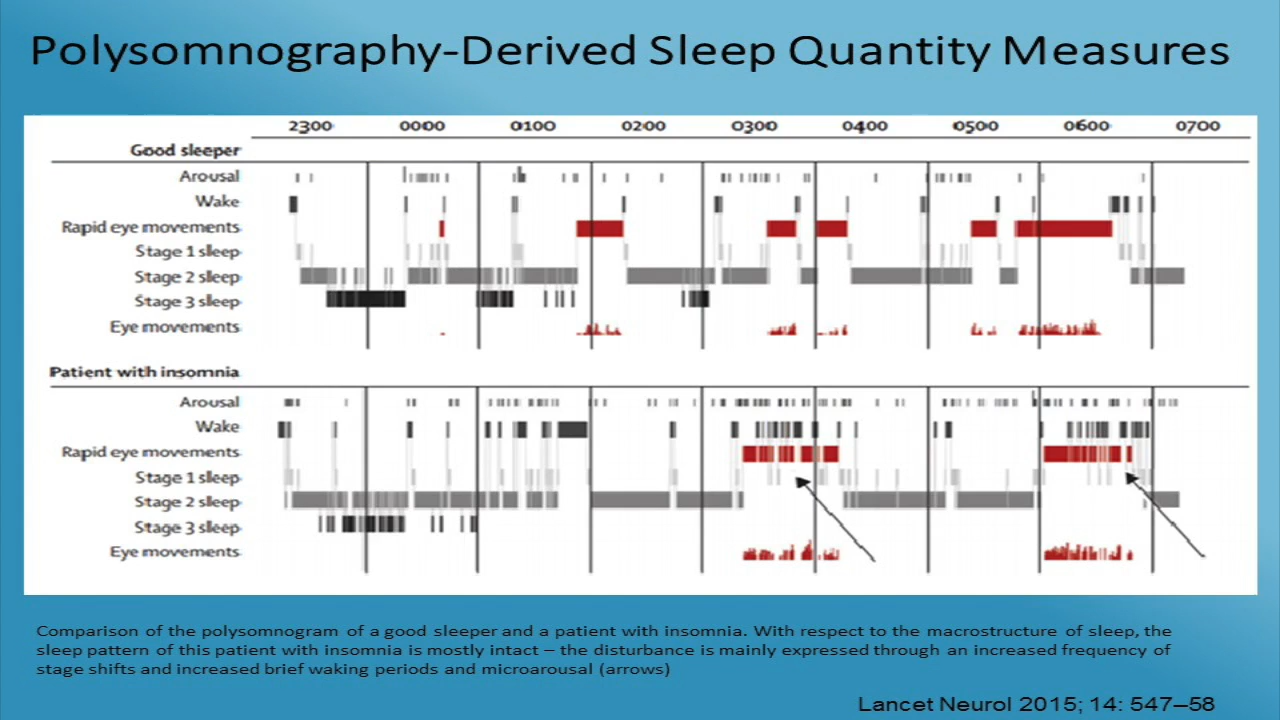 Polysomnography-Derived Sleep Quantity Measures
2300 0000 0100 0200 0300 0400 0500 0600 0700
Good sleeper
Arousal
Wake
Rapid eye movements
Stage 1 sleep
Stage 2 sleep
Stage 3 sleep
Eye movements
Patient with insomnia
Arousal
Wake
Rapid eye movements
Stage 1 sleep
Stage 2 sleep
Stage 3 sleep
Eye movements
Comparison of the polysomnogram of a good sleeper and a patient with insomnia. With respect to the macrostructure of sleep, the
sleep pattern of this patient with insomnia is mostly intact – the disturbance is mainly expressed through an increased frequency of
stage shifts and increased brief waking periods and microarousal (arrows)
Lancet Neurol 2015; 14: 547–58